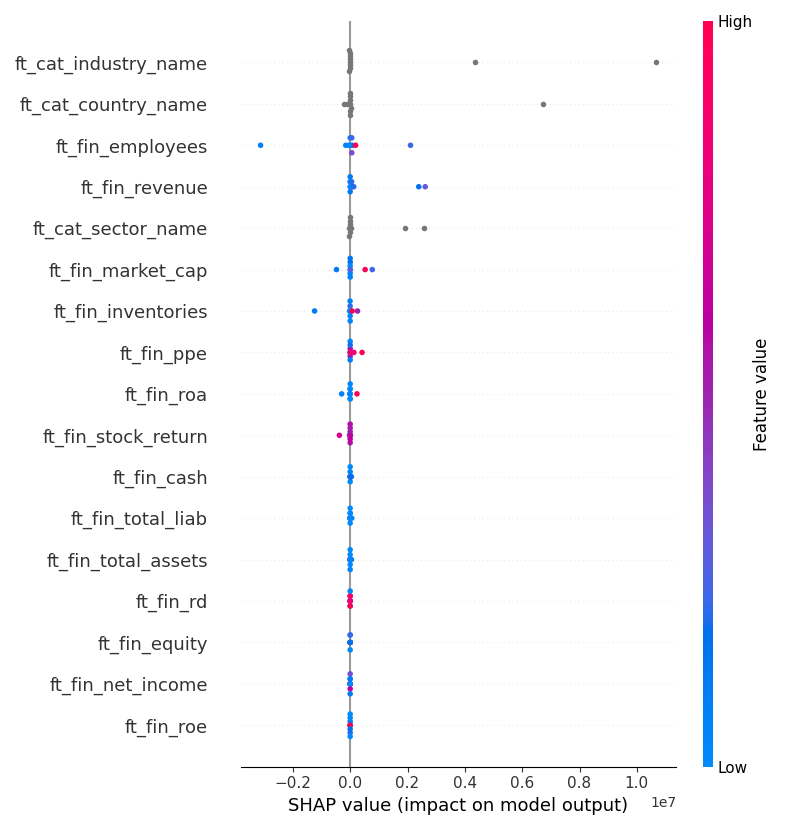 High
ft_cat_industry_name
ft_cat_country_name
ft_fin_employees
ft_fin_revenue
ft_cat_sector_name
ft_fin_market_cap
ft_fin_inventories
ft_fin_ppe
ft_fin_roa
ft_fin_stock_return
ft_fin_cash
ft_fin_total_liab
ft_fin_total_assets
ft_fin_rd
ft_fin_equity
ft_fin_net_income
ft_fin_roe
Feature value
Low
−0.2 0.0 0.2 0.4 0.6 0.8 1.0
1e7
SHAP value (impact on model output)